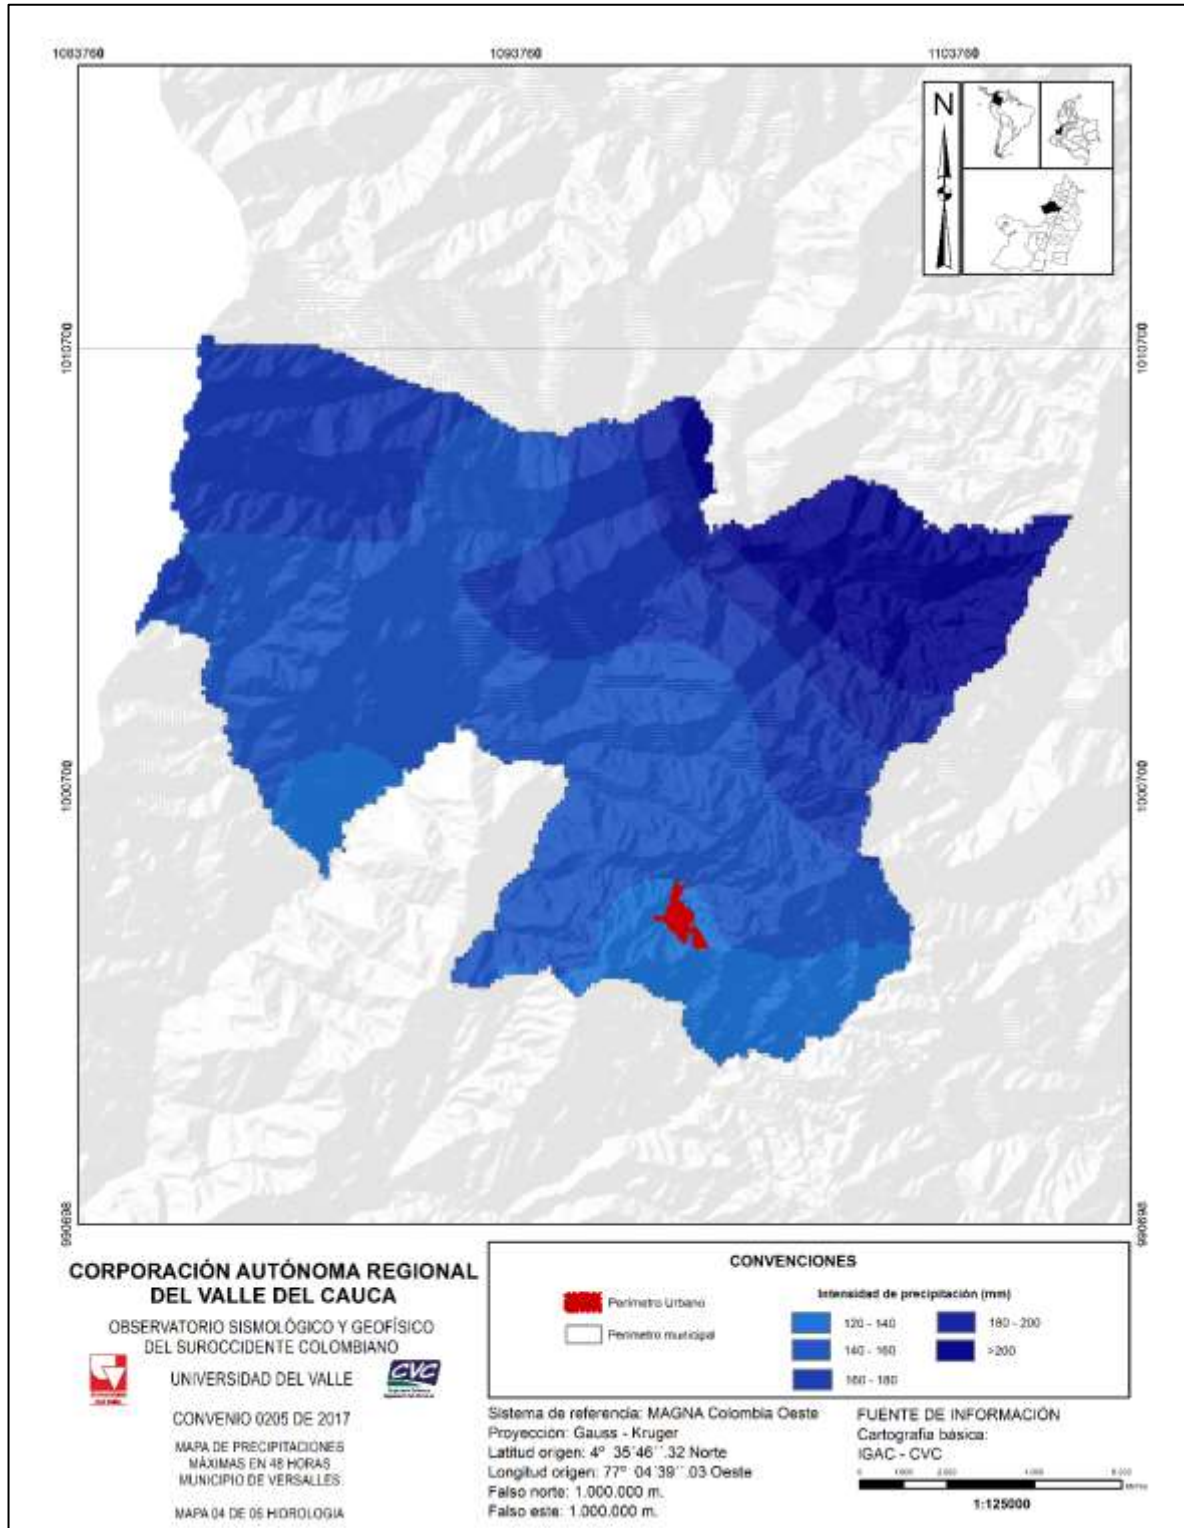 1083760 1093760 1103760
N
1010700 1010700
1000700 1000700
990698 990698
CORPORACIÓN AUTÓNOMA REGIONAL
DEL VALLE DEL CAUCA
OBSERVATORIO SISMOLÓGICO Y GEOFÍSICO
DEL SUROCCIDENTE COLOMBIANO
UNIVERSIDAD DEL VALLE
CVC
CONVENIO 0205 DE 2017
MAPA DE PRECIPITACIONES
MÁXIMAS EN 48 HORAS
MUNICIPIO DE VERSALLES
MAPA 04 DE 05 HIDROLOGIA
CONVENCIONES
Perímetro Urbano
Perímetro municipal
Intensidad de precipitación (mm)
120 - 140
140 - 160
160 - 180
180 - 200
>200
Sistema de referencia: MAGNA Colombia Oeste
Proyección: Gauss - Kruger
Latitud origen: 4º 35'46´´.32 Norte
Longitud origen: 77º 04´39´´.03 Oeste
Falso norte: 1.000.000 m.
Falso este: 1.000.000 m.
FUENTE DE INFORMACIÓN
Cartografía básica:
IGAC - CVC
1:125000